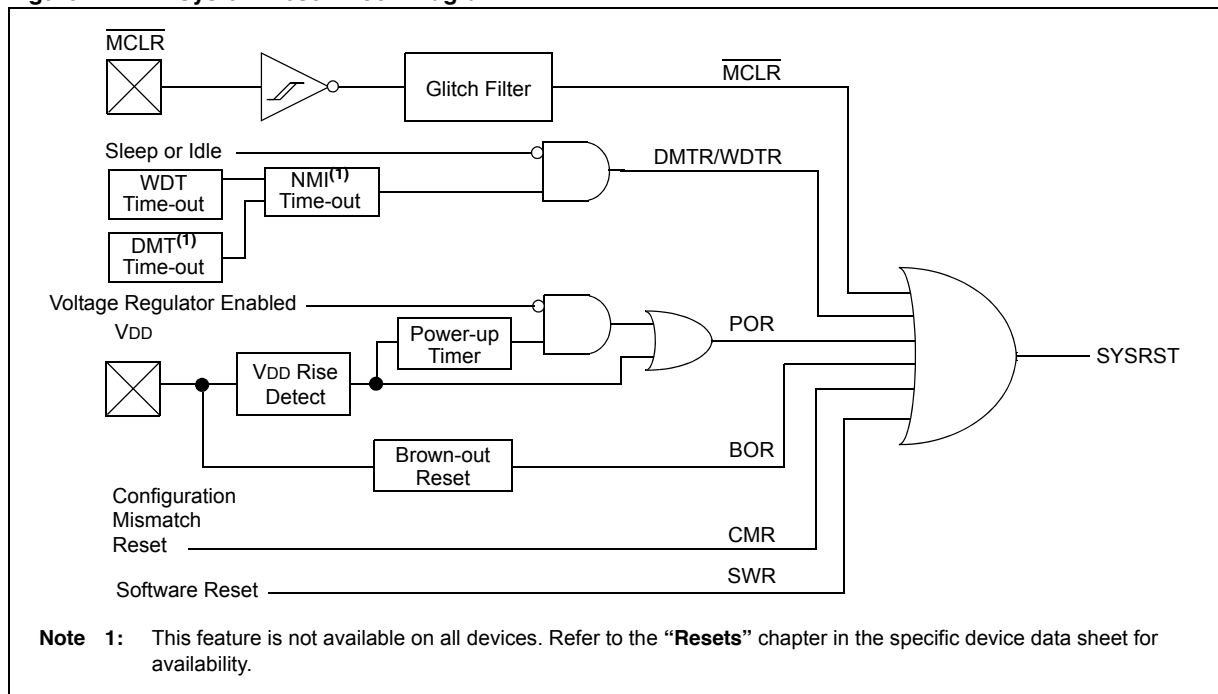 MCLR
MCLR
Glitch Filter
Sleep or Idle
DMTR/WDTR
WDT
Time-out
NMI(1)
Time-out
DMT(1)
Time-out
Voltage Regulator Enabled
VDD
Power-up
Timer
POR
SYSRST
VDD Rise
Detect
Brown-out
Reset
BOR
Configuration
Mismatch
Reset
CMR
SWR
Software Reset
Note 1: This feature is not available on all devices. Refer to the “Resets” chapter in the specific device data sheet for
availability.